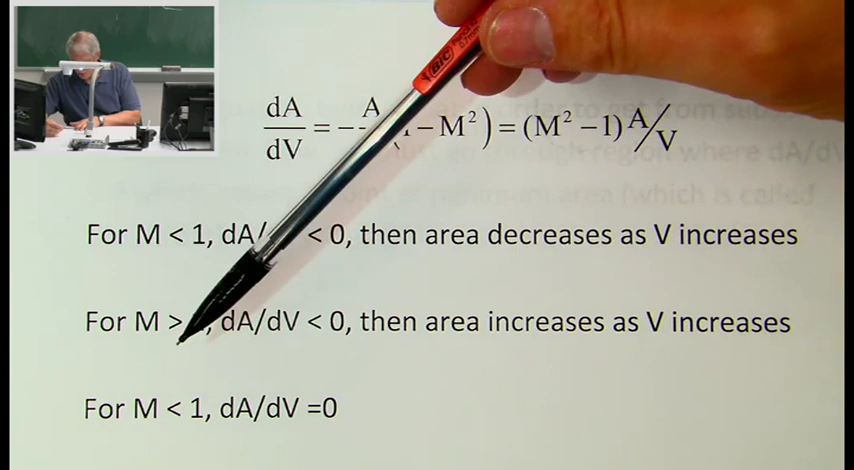 BIC
dA/dV = - A ( - M²) = (M² - 1) A/V
For M < 1, dA/ < 0, then area decreases as V increases
For M > , dA/dV < 0, then area increases as V increases
For M < 1, dA/dV =0